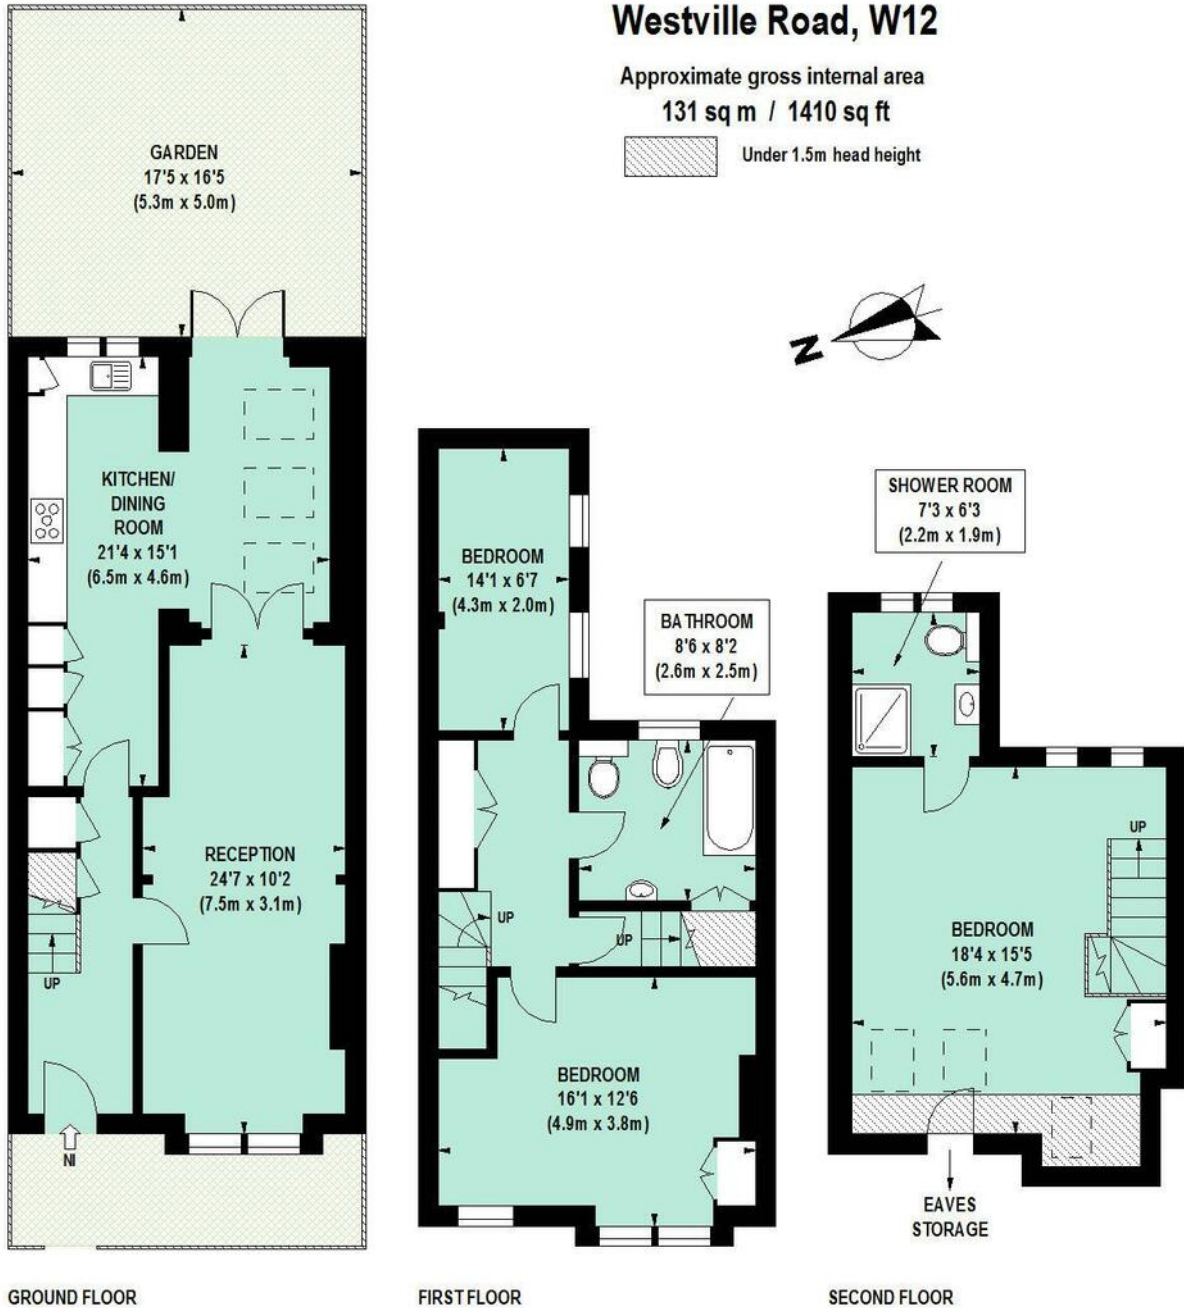 Westville Road, W12
Approximate gross internal area
131 sq m / 1410 sq ft
Under 1.5m head height
N
GARDEN
17'5 x 16'5
(5.3m x 5.0m)
KITCHEN/
DINING
ROOM
21'4 x 15'1
(6.5m x 4.6m)
RECEPTION
24'7 x 10'2
(7.5m x 3.1m)
UP
NI
GROUND FLOOR
BEDROOM
14'1 x 6'7
(4.3m x 2.0m)
BATHROOM
8'6 x 8'2
(2.6m x 2.5m)
UP
UP
BEDROOM
16'1 x 12'6
(4.9m x 3.8m)
FIRST FLOOR
SHOWER ROOM
7'3 x 6'3
(2.2m x 1.9m)
UP
BEDROOM
18'4 x 15'5
(5.6m x 4.7m)
EAVES
STORAGE
SECOND FLOOR